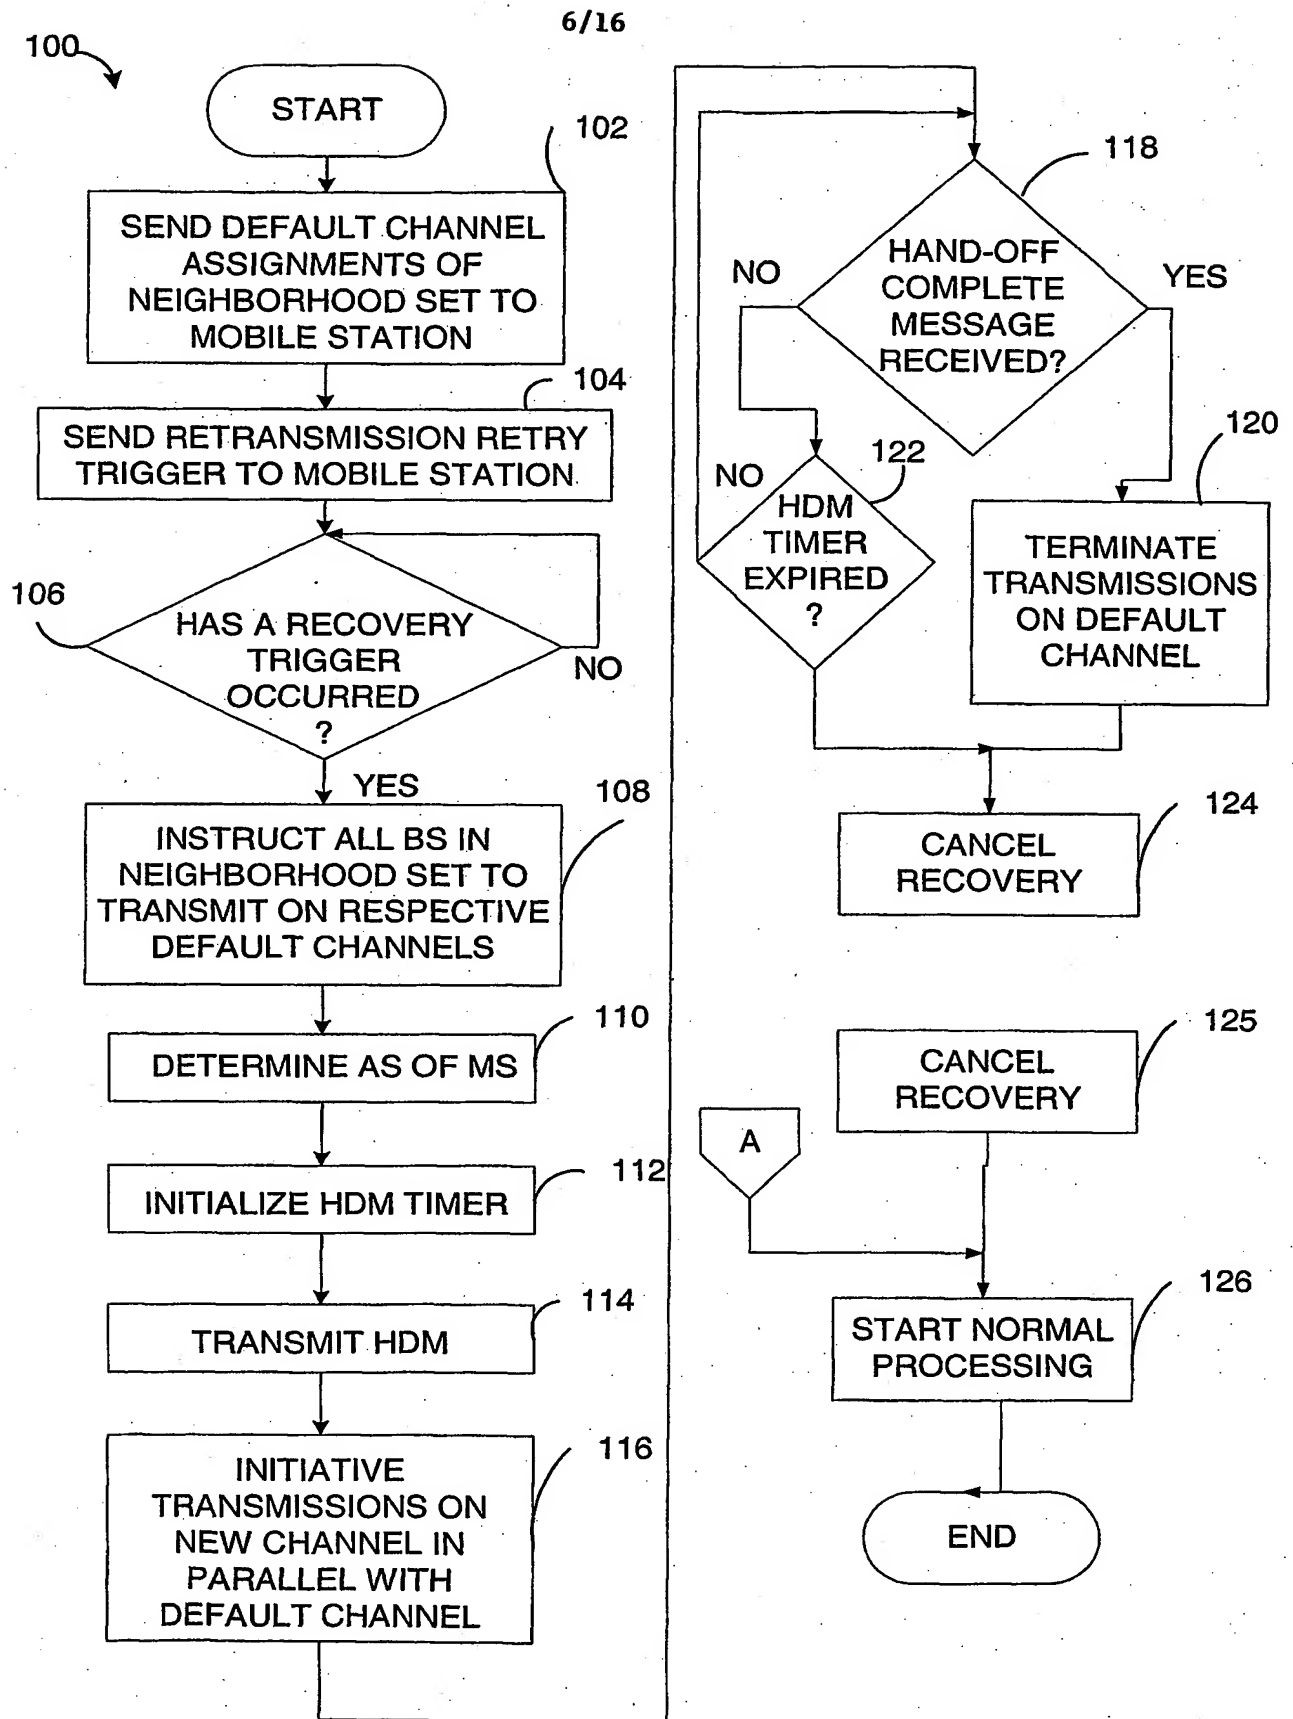 6/16
100
START
102
SEND DEFAULT CHANNEL
ASSIGNMENTS OF
NEIGHBORHOOD SET TO
MOBILE STATION
104
SEND RETRANSMISSION RETRY
TRIGGER TO MOBILE STATION
106
HAS A RECOVERY
TRIGGER
OCCURRED
?
NO
YES
108
INSTRUCT ALL BS IN
NEIGHBORHOOD SET TO
TRANSMIT ON RESPECTIVE
DEFAULT CHANNELS
110
DETERMINE AS OF MS
112
INITIALIZE HDM TIMER
114
TRANSMIT HDM
116
INITIATIVE
TRANSMISSIONS ON
NEW CHANNEL IN
PARALLEL WITH
DEFAULT CHANNEL
118
HAND-OFF
COMPLETE
MESSAGE
RECEIVED?
NO
YES
120
122
NO
HDM
TIMER
EXPIRED
?
TERMINATE
TRANSMISSIONS
ON DEFAULT
CHANNEL
124
CANCEL
RECOVERY
125
CANCEL
RECOVERY
A
126
START NORMAL
PROCESSING
END